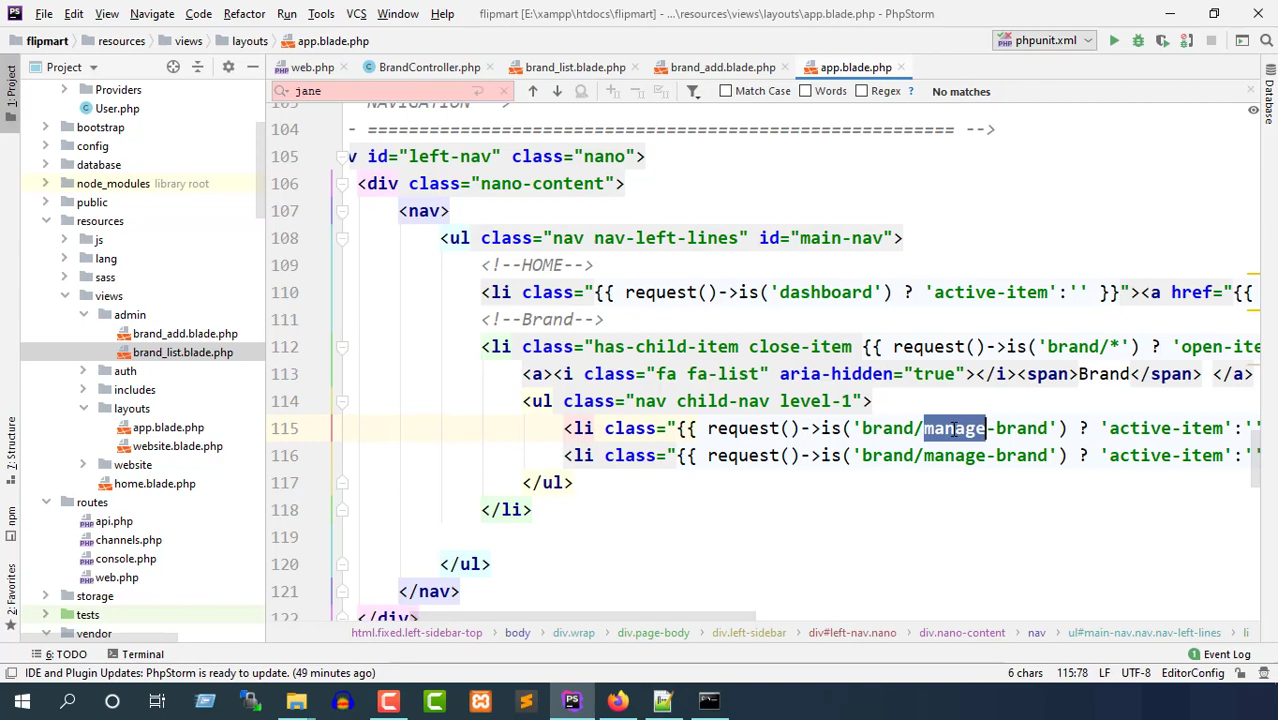 File Edit View Navigate Code Refactor Run Tools VCS Window Help flipmart [E:\xampp\htdocs\flipmart] - ...\resources\views\layouts\app.blade.php - PhpStorm
flipmart resources views layouts app.blade.php phpunit.xml
Project web.php BrandController.php brand_list.blade.php brand_add.blade.php app.blade.php
jane Match Case Words Regex ? No matches
1: Project
Database
Z: Structure
npm
2: Favorites
Providers
User.php
bootstrap
config
database
node_modules library root
public
resources
js
lang
sass
views
admin
brand_add.blade.php
brand_list.blade.php
auth
includes
layouts
app.blade.php
website.blade.php
website
home.blade.php
routes
api.php
channels.php
console.php
web.php
storage
tests
vendor
103 NAVIGATION
104 - ==================================================== -->
105 v id="left-nav" class="nano">
106 <div class="nano-content">
107 <nav>
108 <ul class="nav nav-left-lines" id="main-nav">
109 <!--HOME-->
110 <li class="{{ request()->is('dashboard') ? 'active-item':'' }}"><a href="{{
111 <!--Brand-->
112 <li class="has-child-item close-item {{ request()->is('brand/*') ? 'open-ite
113 <a><i class="fa fa-list" aria-hidden="true"></i><span>Brand</span> </a>
114 <ul class="nav child-nav level-1">
115 <li class="{{ request()->is('brand/manage-brand') ? 'active-item':''
116 <li class="{{ request()->is('brand/manage-brand') ? 'active-item':''
117 </ul>
118 </li>
119
120 </ul>
121 </nav>
122 </div>
html.fixed.left-sidebar-top body div.wrap div.page-body div.left-sidebar div#left-nav.nano div.nano-content nav ul#main-nav.nav.nav-left-lines li
6: TODO Terminal 1 Event Log
IDE and Plugin Updates: PhpStorm is ready to update. (49 minutes ago) 6 chars 115:78 LF UTF-8 EditorConfig